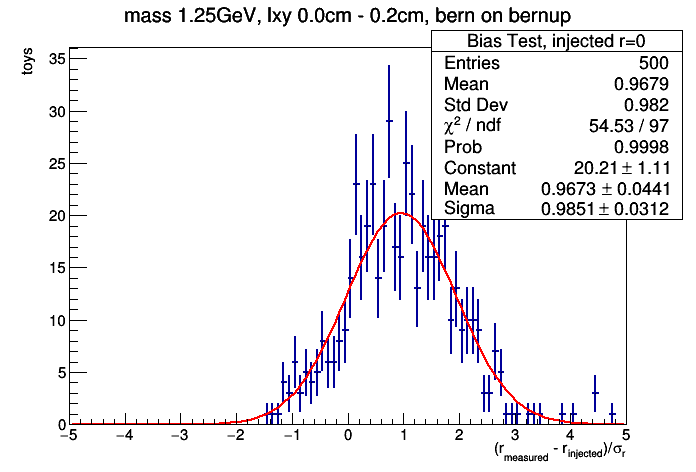 mass 1.25GeV, lxy 0.0cm - 0.2cm, bern on bernup
Bias Test, injected r=0
Entries 500
Mean 0.9679
Std Dev 0.982
χ² / ndf 54.53 / 97
Prob 0.9998
Constant 20.21 ± 1.11
Mean 0.9673 ± 0.0441
Sigma 0.9851 ± 0.0312
toys
35
30
25
20
15
10
5
0
−5 −4 −3 −2 −1 0 1 2 3 4 5
(r_measured - r_injected)/σ_r